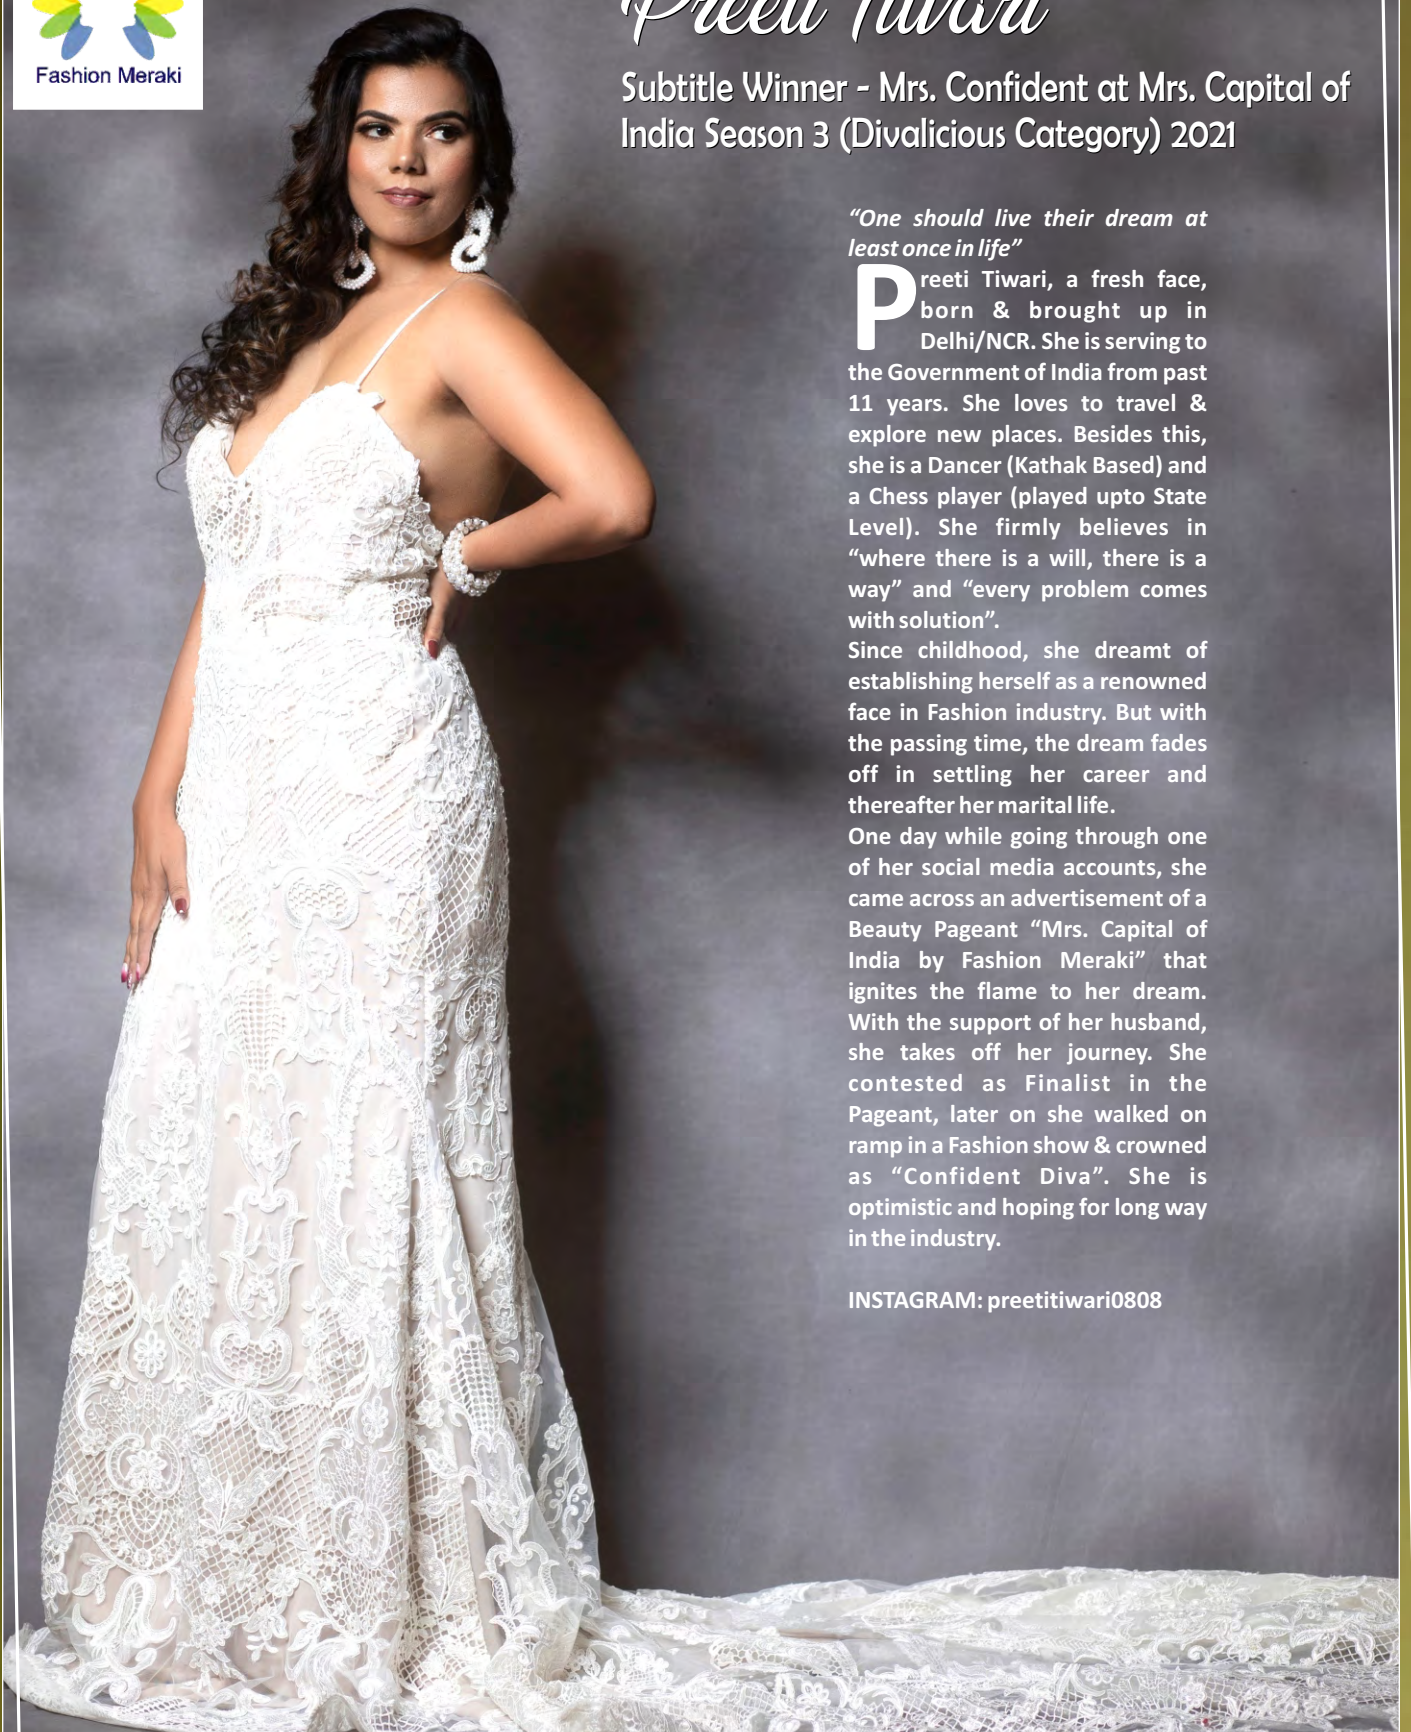 Fashion Meraki
Preeti Tiwari
Subtitle Winner - Mrs. Confident at Mrs. Capital of
India Season 3 (Divalicious Category) 2021
“One should live their dream at
least once in life”
Preeti Tiwari, a fresh face,
born & brought up in
Delhi/NCR. She is serving to
the Government of India from past
11 years. She loves to travel &
explore new places. Besides this,
she is a Dancer (Kathak Based) and
a Chess player (played upto State
Level). She firmly believes in
“where there is a will, there is a
way” and “every problem comes
with solution”.
Since childhood, she dreamt of
establishing herself as a renowned
face in Fashion industry. But with
the passing time, the dream fades
off in settling her career and
thereafter her marital life.
One day while going through one
of her social media accounts, she
came across an advertisement of a
Beauty Pageant “Mrs. Capital of
India by Fashion Meraki” that
ignites the flame to her dream.
With the support of her husband,
she takes off her journey. She
contested as Finalist in the
Pageant, later on she walked on
ramp in a Fashion show & crowned
as “Confident Diva”. She is
optimistic and hoping for long way
in the industry.
INSTAGRAM: preetitiwari0808